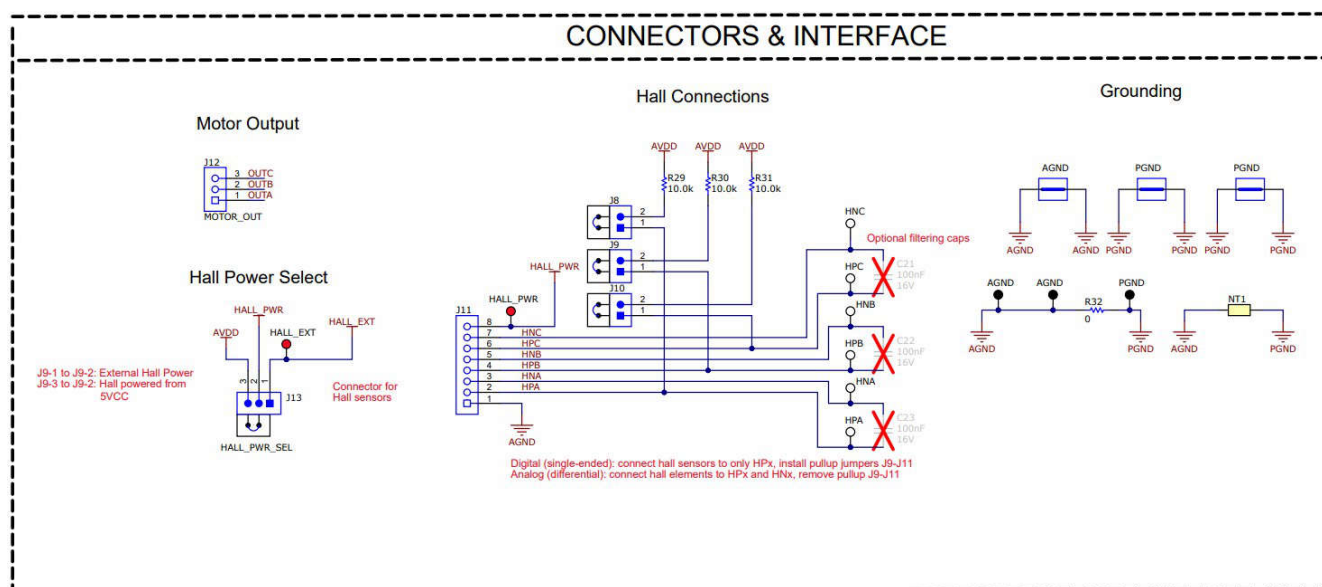 CONNECTORS & INTERFACE
Motor Output
J12
3 OUTC
2 OUTB
1 OUTA
MOTOR_OUT
Hall Power Select
HALL_PWR
AVDD
HALL_EXT
HALL_EXT
J9-1 to J9-2: External Hall Power
J9-3 to J9-2: Hall powered from
5VCC
3
2
1
J13
HALL_PWR_SEL
Connector for
Hall sensors
Hall Connections
AVDD
AVDD
AVDD
R29
10.0k
R30
10.0k
R31
10.0k
J8
2
1
J9
2
1
J10
2
1
HALL_PWR
HALL_PWR
J11
8
7 HNC
6 HPC
5 HNB
4 HPB
3 HNA
2 HPA
1
AGND
HNC
Optional filtering caps
HPC
C21
100nF
16V
HNB
HPB
C22
100nF
16V
HNA
HPA
C23
100nF
16V
Digital (single-ended): connect hall sensors to only HPx, install pullup jumpers J9-J11
Analog (differential): connect hall elements to HPx and HNx, remove pullup J9-J11
Grounding
AGND
PGND
PGND
AGND
AGND
PGND
PGND
PGND
PGND
AGND
AGND
PGND
R32
0
NT1
AGND
PGND
AGND
PGND